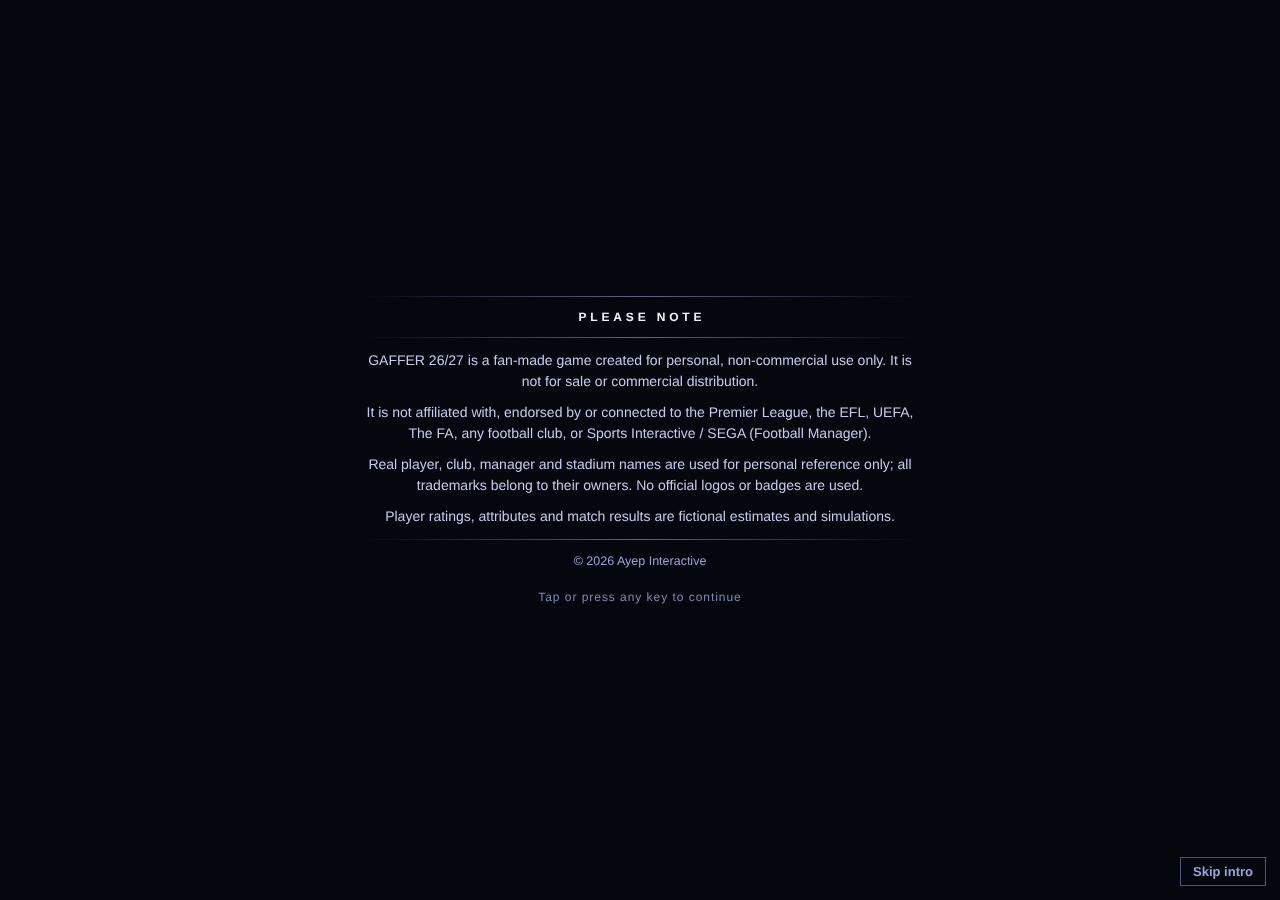 PLEASE NOTE
GAFFER 26/27 is a fan-made game created for personal, non-commercial use only. It is
not for sale or commercial distribution.
It is not affiliated with, endorsed by or connected to the Premier League, the EFL, UEFA,
The FA, any football club, or Sports Interactive / SEGA (Football Manager).
Real player, club, manager and stadium names are used for personal reference only; all
trademarks belong to their owners. No official logos or badges are used.
Player ratings, attributes and match results are fictional estimates and simulations.
© 2026 Ayep Interactive
Tap or press any key to continue
Skip intro